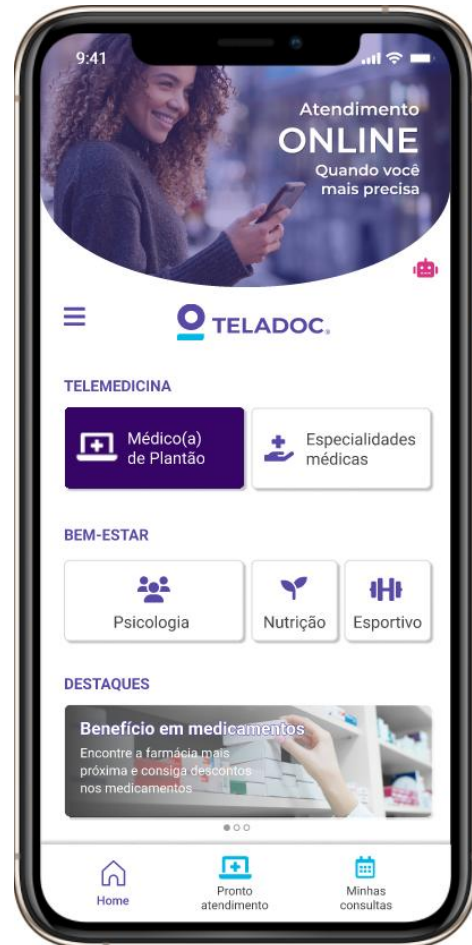 9:41
Atendimento
ONLINE
Quando você
mais precisa
TELADOC®
TELEMEDICINA
Médico(a)
de Plantão
Especialidades
médicas
BEM-ESTAR
Psicologia
Nutrição
Esportivo
DESTAQUES
Benefício em medicamentos
Encontre a farmácia mais
próxima e consiga descontos
nos medicamentos
Home
Pronto
atendimento
Minhas
consultas